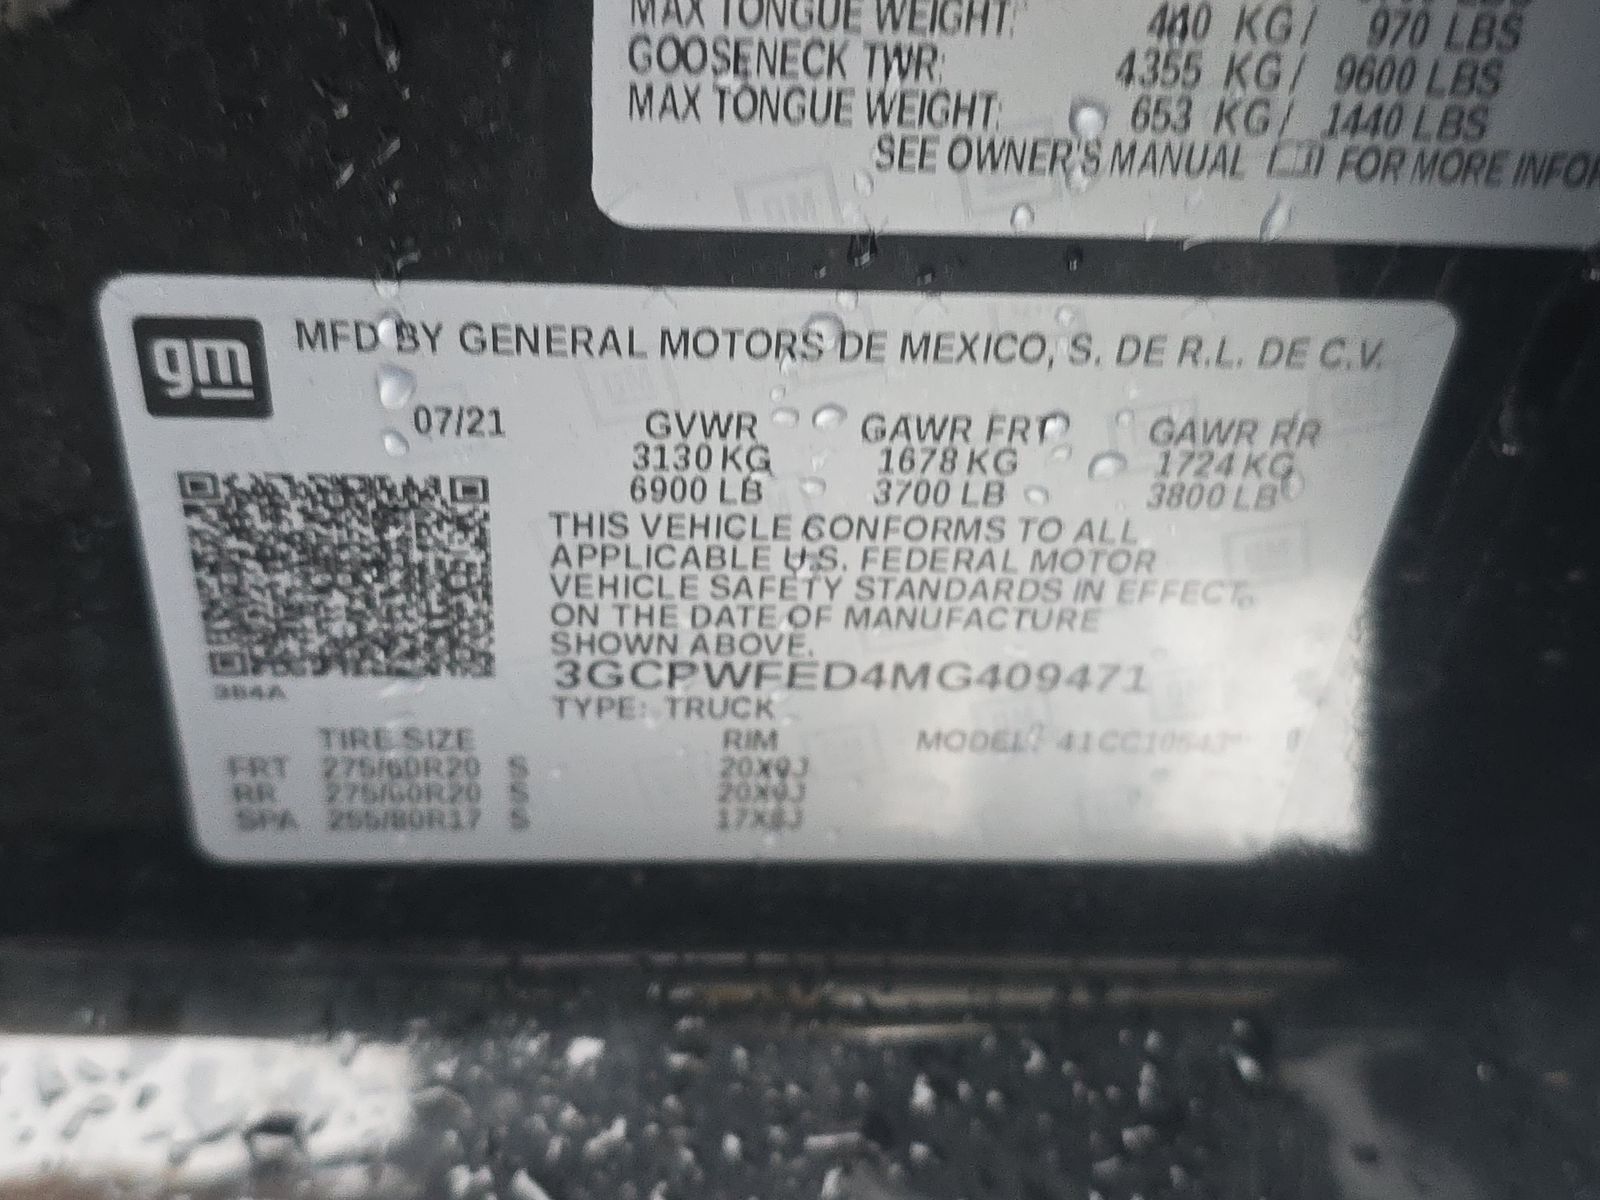 MAX TONGUE WEIGHT: 440 KG / 970 LBS
GOOSENECK TWR: 4355 KG / 9600 LBS
MAX TONGUE WEIGHT: 653 KG / 1440 LBS
SEE OWNER'S MANUAL FOR MORE
gm
MFD BY GENERAL MOTORS DE MEXICO, S. DE R.L. DE C.V.
07/21 GVWR GAWR FRT GAWR RR
3130 KG 1678 KG 1724 KG
6900 LB 3700 LB 3800 LB
THIS VEHICLE CONFORMS TO ALL
APPLICABLE U.S. FEDERAL MOTOR
VEHICLE SAFETY STANDARDS IN EFFECT
ON THE DATE OF MANUFACTURE
SHOWN ABOVE.
3GCPWFED4MG409471
TYPE: TRUCK
TIRE SIZE RIM MODEL:
FRT 275/60R20 S 20X9J
RR 275/60R20 S 20X9J
SPA 255/80R17 S